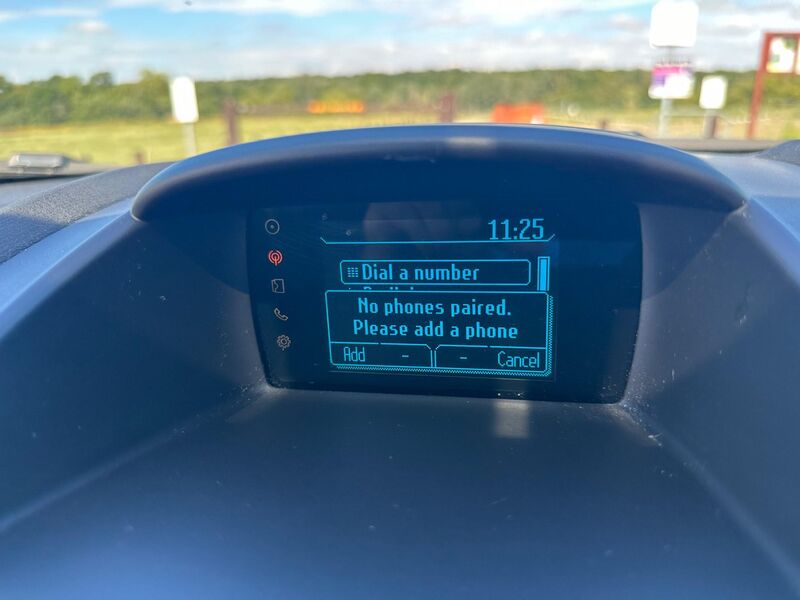 11:25
Dial a number
No phones paired.
Please add a phone
Add - - Cancel